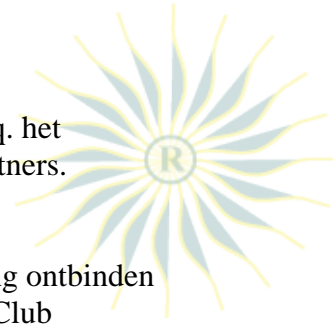 q. het
tners.
R
g ontbinden
Club